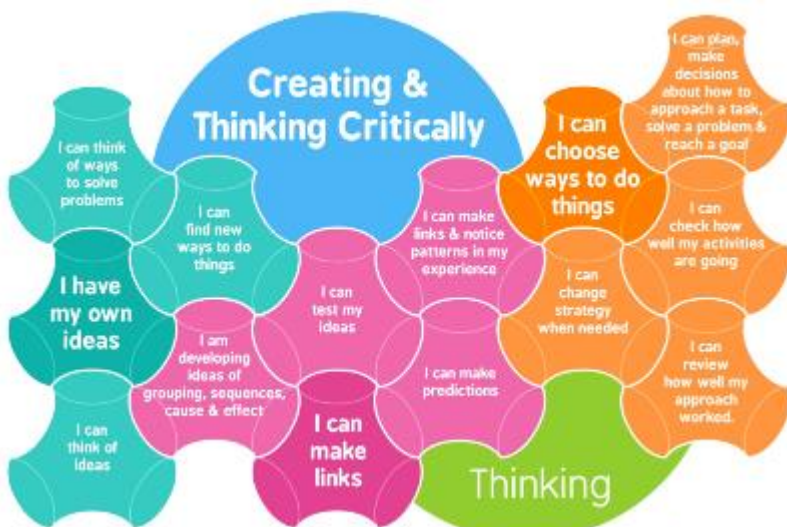 Creating &
Thinking Critically
I can think
of ways
to solve
problems
I can
find new
ways to do
things
I have
my own
ideas
I can
think of
ideas
I am
developing
ideas of
grouping, sequences,
cause & effect
I can
test my
ideas
I can
make
links
I can make
links & notice
patterns in my
experience
I can make
predictions
I can
choose
ways to do
things
I can
change
strategy
when needed
I can plan,
make
decisions
about how to
approach a task,
solve a problem &
reach a goal
I can
check how
well my activities
are going
I can
review
how well my
approach
worked.
Thinking